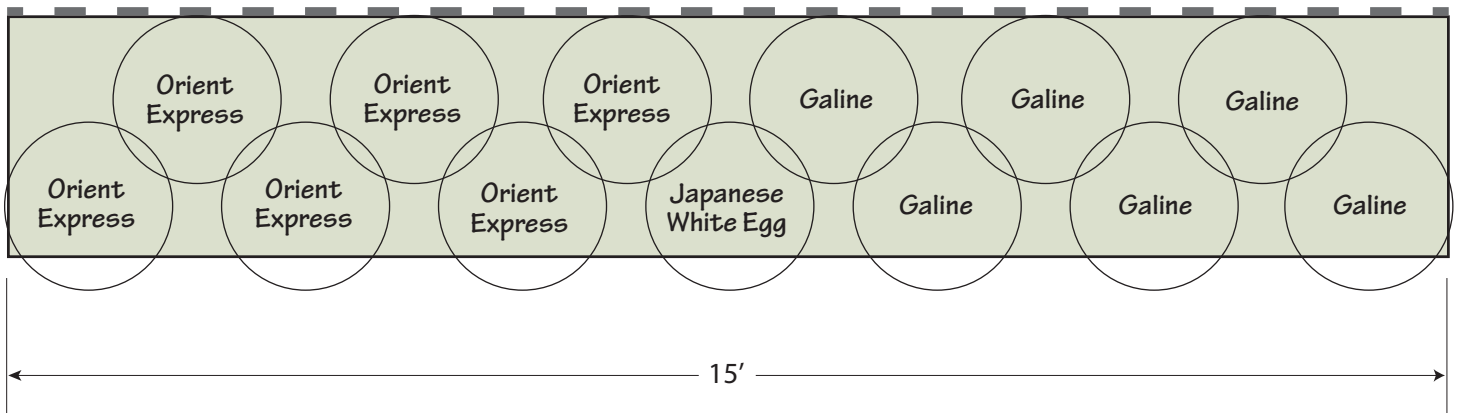 Orient
Express
Orient
Express
Orient
Express
Galine
Galine
Galine
Orient
Express
Orient
Express
Orient
Express
Japanese
White Egg
Galine
Galine
Galine
15’